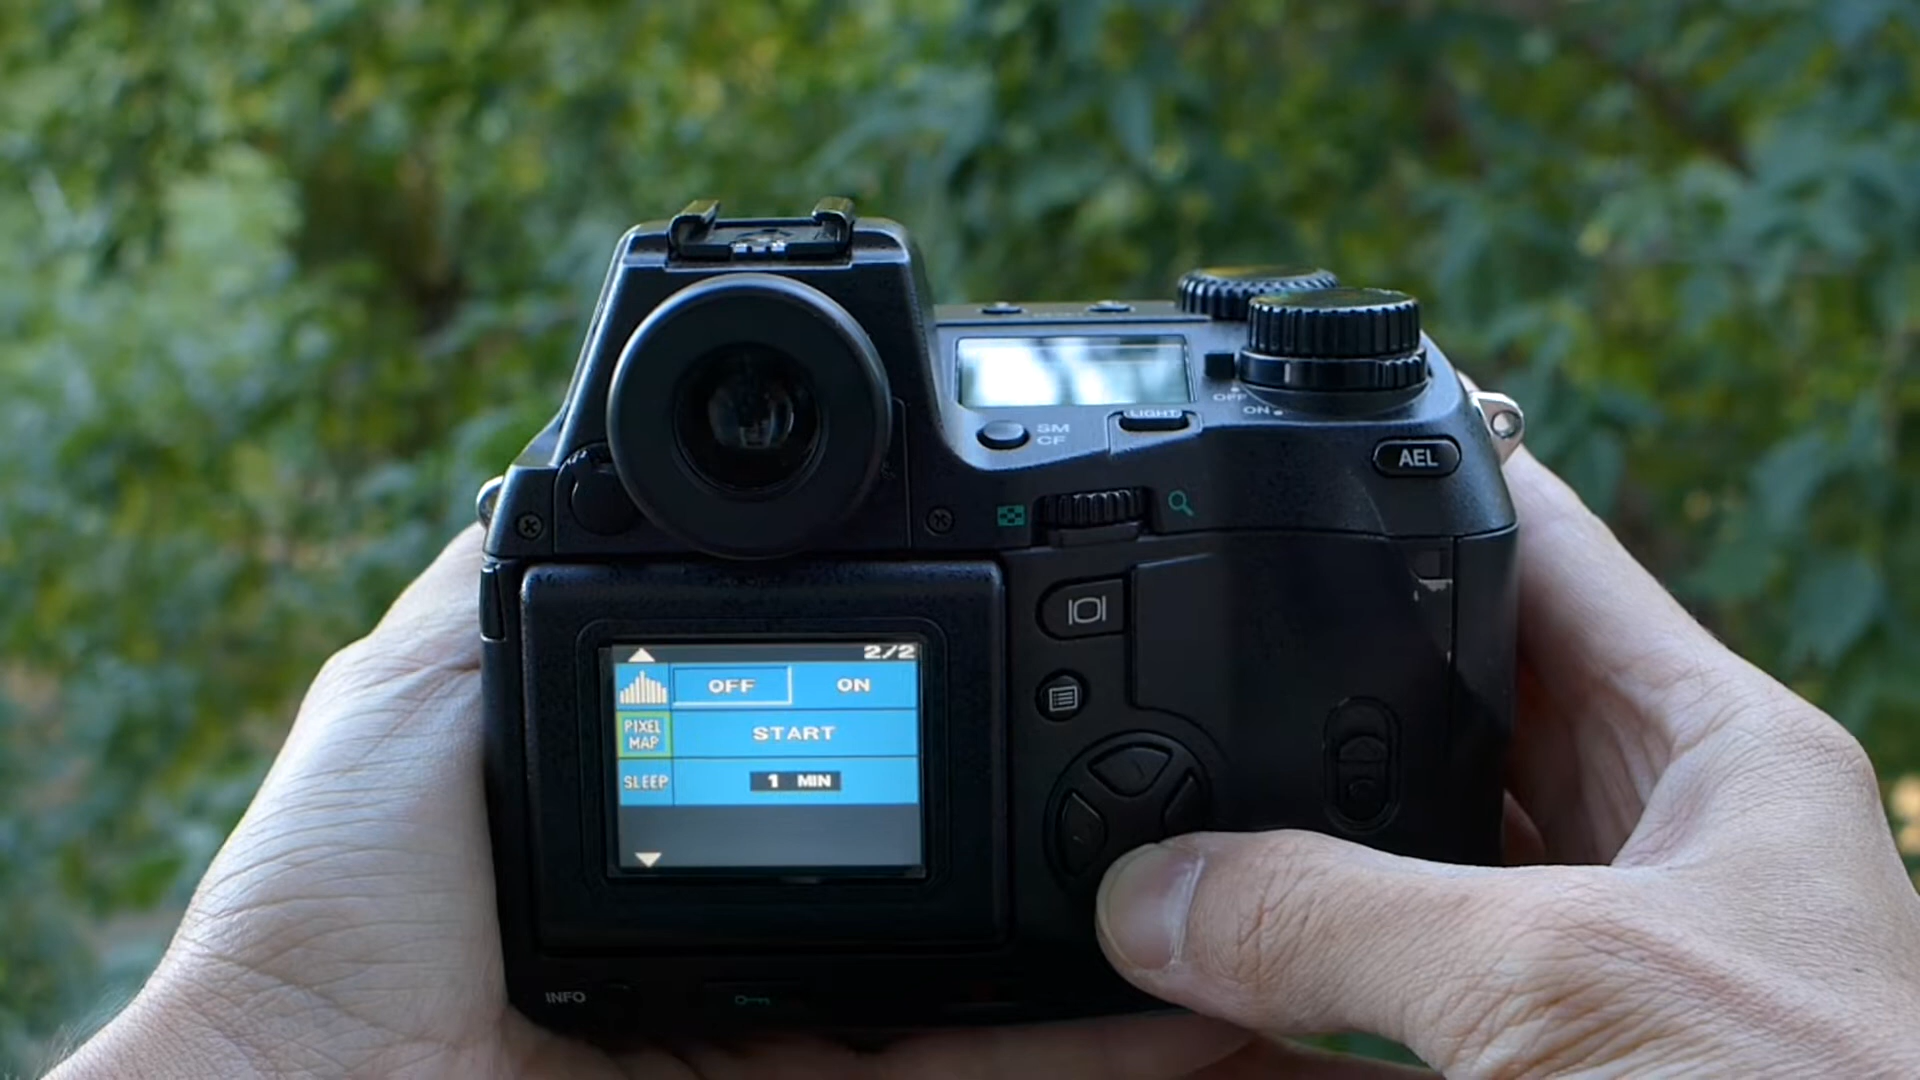 OFF
ON
LIGHT
SM
CF
AEL
2/2
OFF ON
PIXEL
MAP
START
SLEEP
1 MIN
INFO